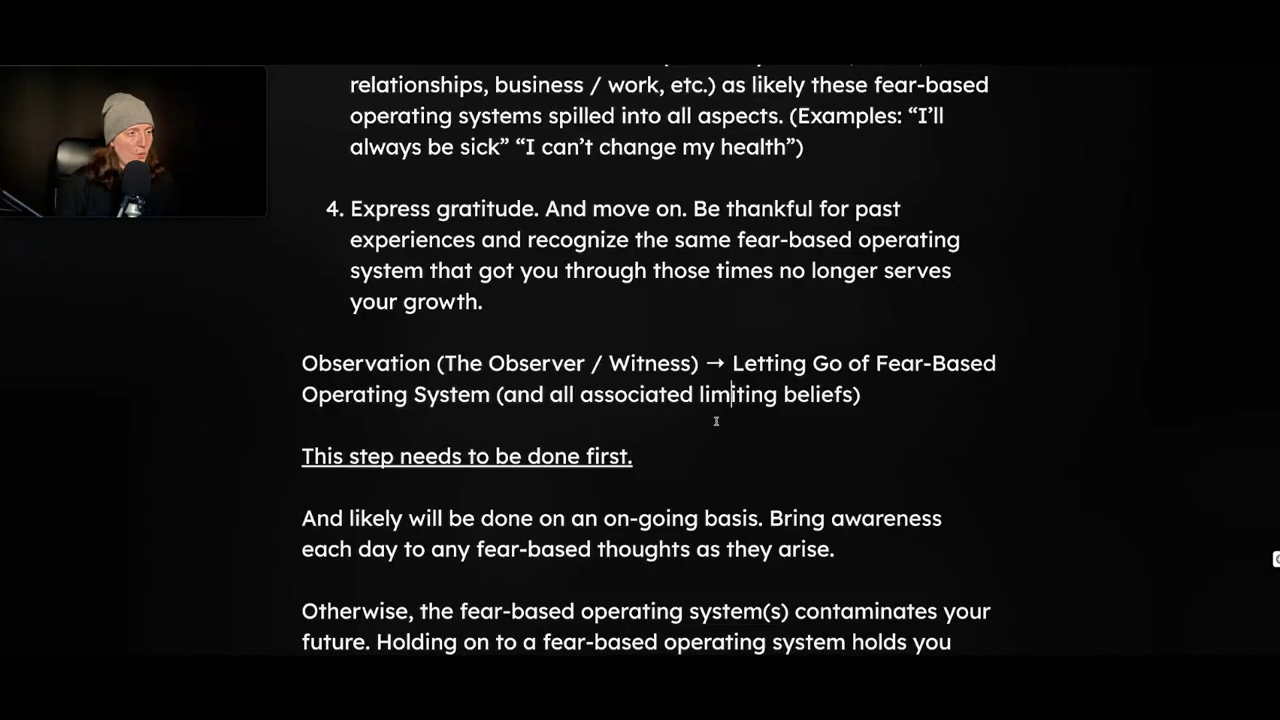 relationships, business / work, etc.) as likely these fear-based
operating systems spilled into all aspects. (Examples: “I’ll
always be sick” “I can’t change my health”)
4. Express gratitude. And move on. Be thankful for past
experiences and recognize the same fear-based operating
system that got you through those times no longer serves
your growth.
Observation (The Observer / Witness) → Letting Go of Fear-Based
Operating System (and all associated limiting beliefs)
This step needs to be done first.
And likely will be done on an on-going basis. Bring awareness
each day to any fear-based thoughts as they arise.
Otherwise, the fear-based operating system(s) contaminates your
future. Holding on to a fear-based operating system holds you